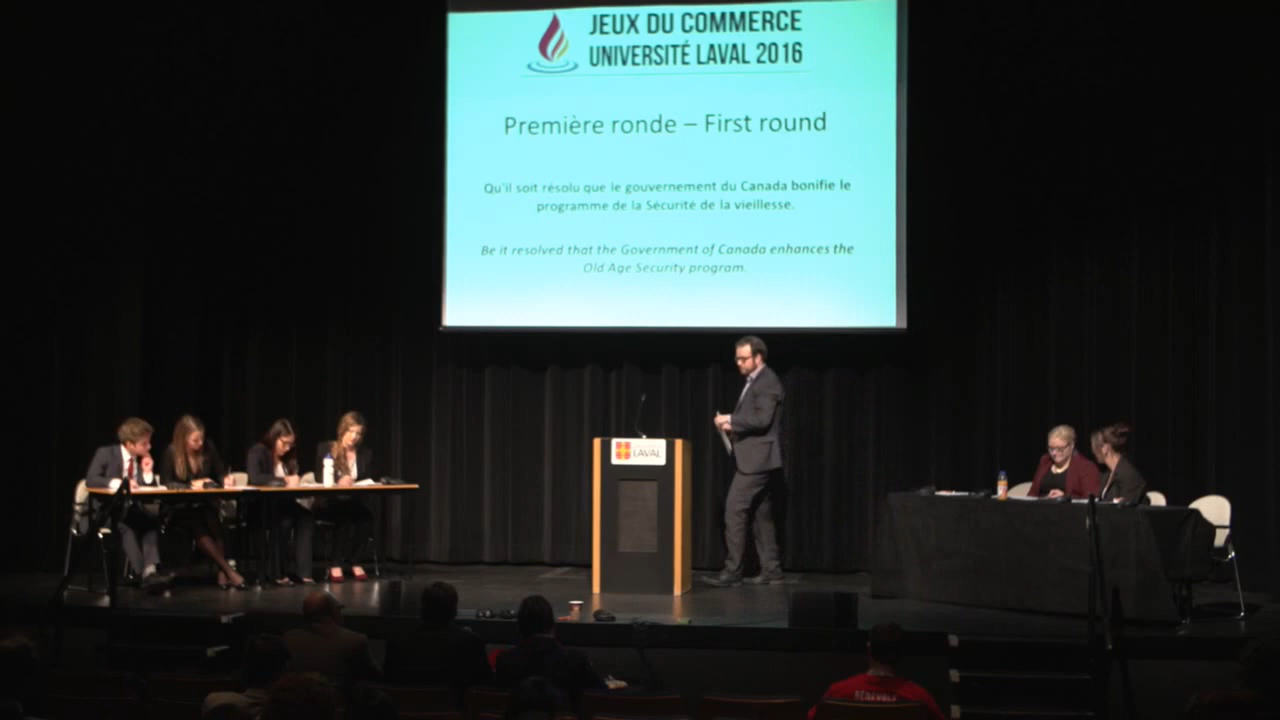 JEUX DU COMMERCE
UNIVERSITÉ LAVAL 2016
Première ronde – First round
Qu'il soit résolu que le gouvernement du Canada bonifie le
programme de la Sécurité de la vieillesse.
Be it resolved that the Government of Canada enhances the
Old Age Security program.
LAVAL
BÉNÉVOLE